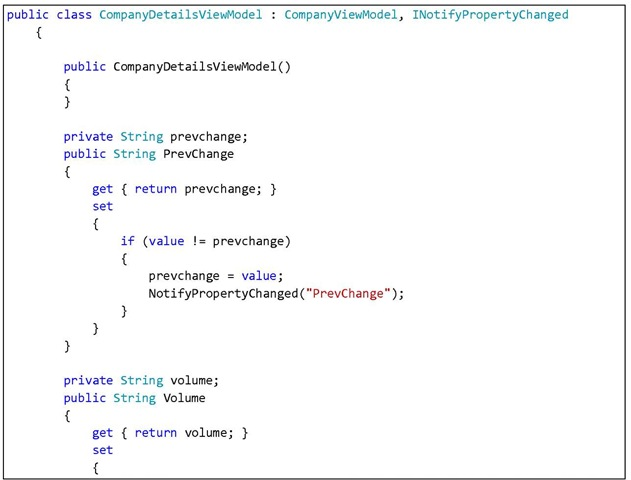 public class CompanyDetailsViewModel : CompanyViewModel, INotifyPropertyChanged
{
public CompanyDetailsViewModel()
{
}
private String prevchange;
public String PrevChange
{
get { return prevchange; }
set
{
if (value != prevchange)
{
prevchange = value;
NotifyPropertyChanged("PrevChange");
}
}
}
private String volume;
public String Volume
{
get { return volume; }
set
{